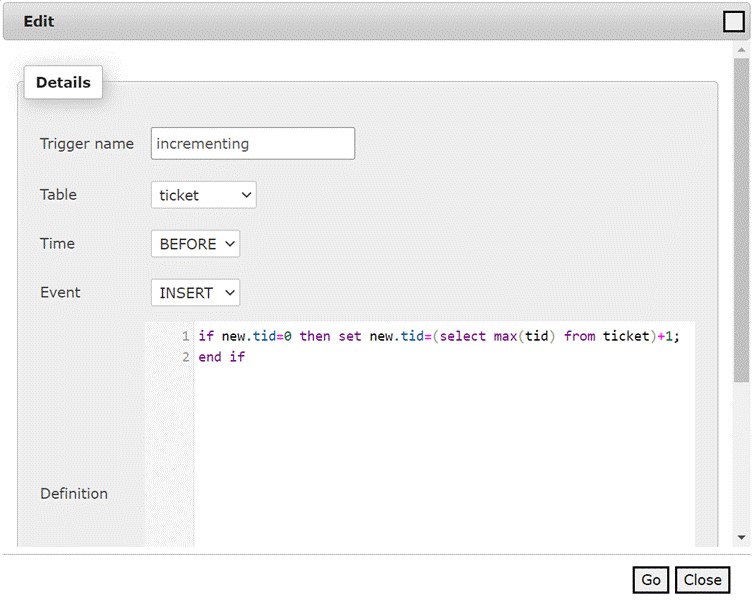 Edit
Details
Trigger name incrementing
Table ticket
Time BEFORE
Event INSERT
1 if new.tid=0 then set new.tid=(select max(tid) from ticket)+1;
2 end if
Definition
Go Close